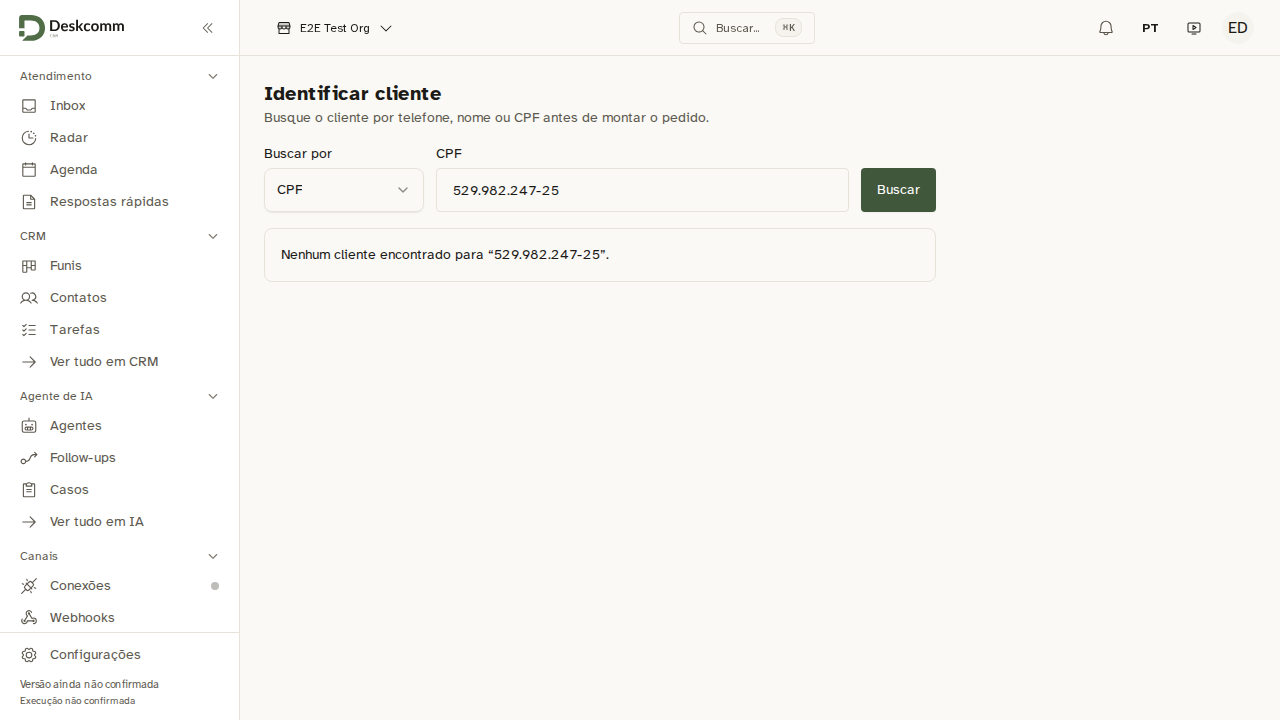 Deskcomm
E2E Test Org
Buscar...
⌘K
PT
ED
Atendimento
Inbox
Radar
Agenda
Respostas rápidas
CRM
Funis
Contatos
Tarefas
Ver tudo em CRM
Agente de IA
Agentes
Follow-ups
Casos
Ver tudo em IA
Canais
Conexões
Webhooks
Configurações
Versão ainda não confirmada
Execução não confirmada
Identificar cliente
Busque o cliente por telefone, nome ou CPF antes de montar o pedido.
Buscar por
CPF
CPF
529.982.247-25
Buscar
Nenhum cliente encontrado para “529.982.247-25”.